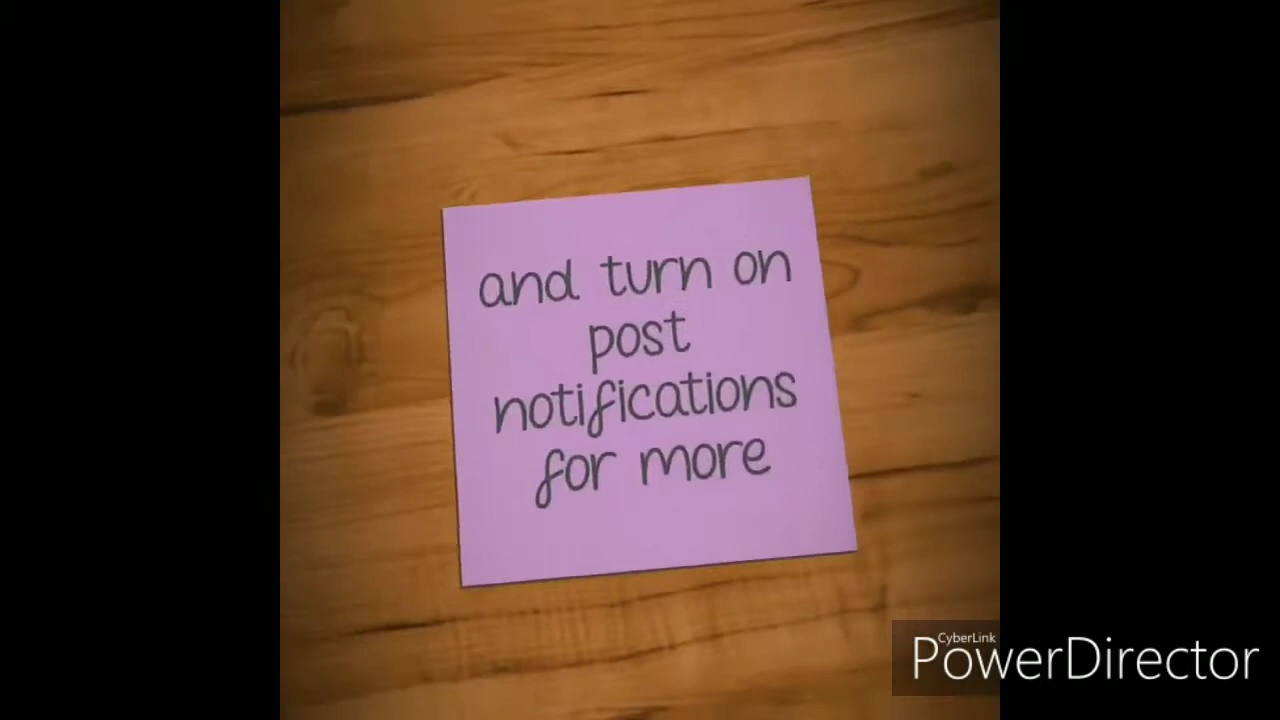 and turn on
post
notifications
for more
CyberLink
PowerDirector